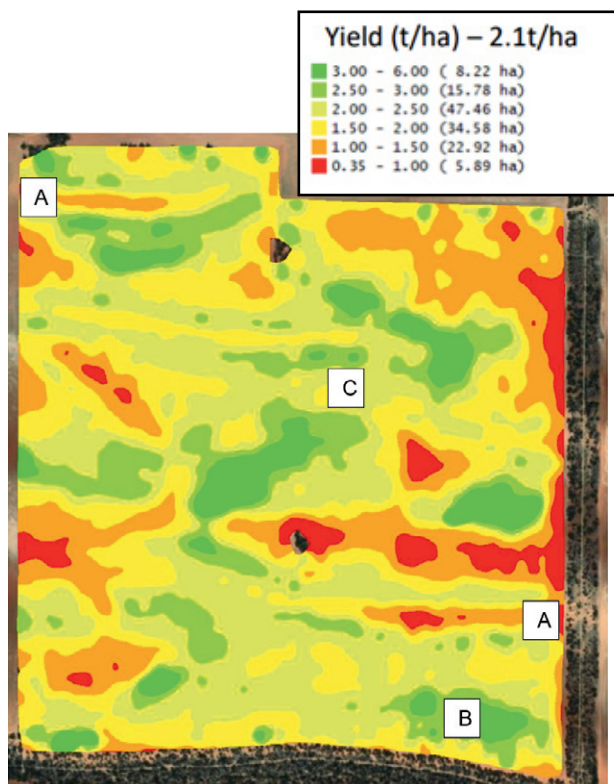 Yield (t/ha) – 2.1t/ha
3.00 - 6.00 ( 8.22 ha)
2.50 - 3.00 (15.78 ha)
2.00 - 2.50 (47.46 ha)
1.50 - 2.00 (34.58 ha)
1.00 - 1.50 (22.92 ha)
0.35 - 1.00 ( 5.89 ha)
A
C
A
B